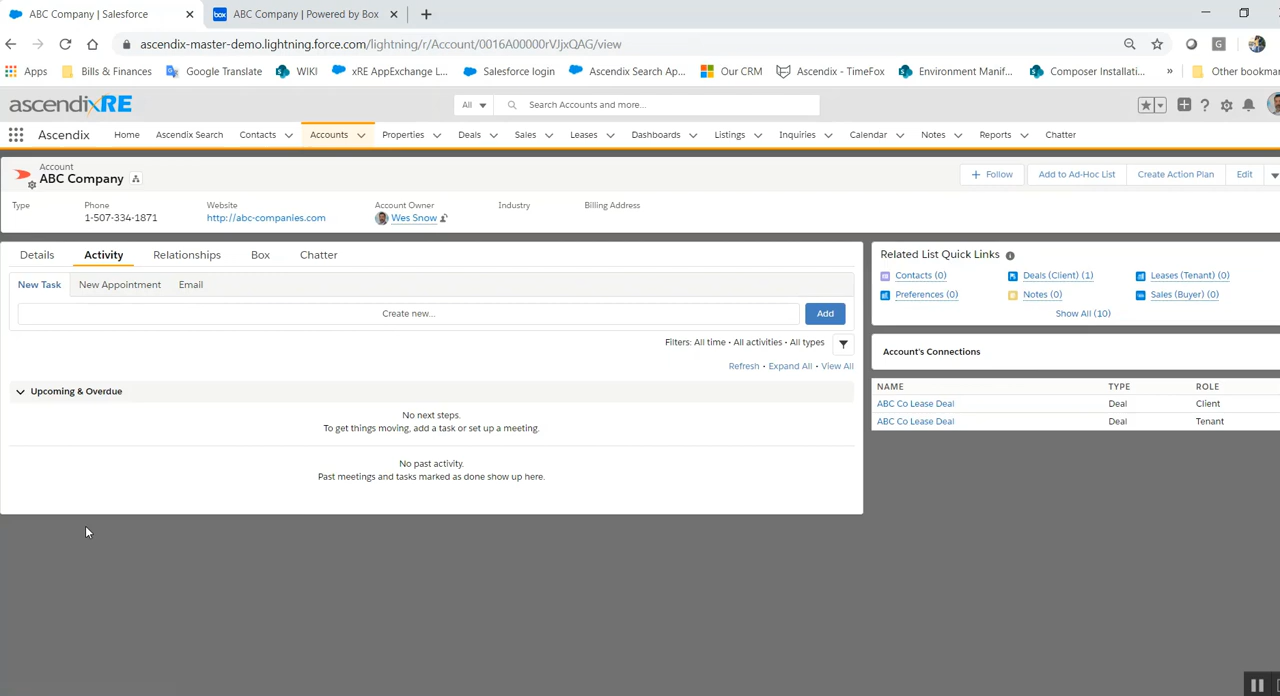 ABC Company | Salesforce
box ABC Company | Powered by Box
ascendix-master-demo.lightning.force.com/lightning/r/Account/0016A00000rVJjxQAG/view
Apps Bills & Finances Google Translate WIKI xRE AppExchange L... Salesforce login Ascendix Search Ap... Our CRM Ascendix - TimeFox Environment Manif... Composer Installati... » Other bookmar
ascendixRE All Search Accounts and more...
Ascendix Home Ascendix Search Contacts Accounts Properties Deals Sales Leases Dashboards Listings Inquiries Calendar Notes Reports Chatter
Account
ABC Company
+ Follow Add to Ad-Hoc List Create Action Plan Edit
Type Phone Website Account Owner Industry Billing Address
1-507-334-1871 http://abc-companies.com Wes Snow
Details Activity Relationships Box Chatter
New Task New Appointment Email
Create new... Add
Filters: All time • All activities • All types
Refresh • Expand All • View All
Upcoming & Overdue
No next steps.
To get things moving, add a task or set up a meeting.
No past activity.
Past meetings and tasks marked as done show up here.
Related List Quick Links
Contacts (0) Deals (Client) (1) Leases (Tenant) (0)
Preferences (0) Notes (0) Sales (Buyer) (0)
Show All (10)
Account's Connections
NAME TYPE ROLE
ABC Co Lease Deal Deal Client
ABC Co Lease Deal Deal Tenant